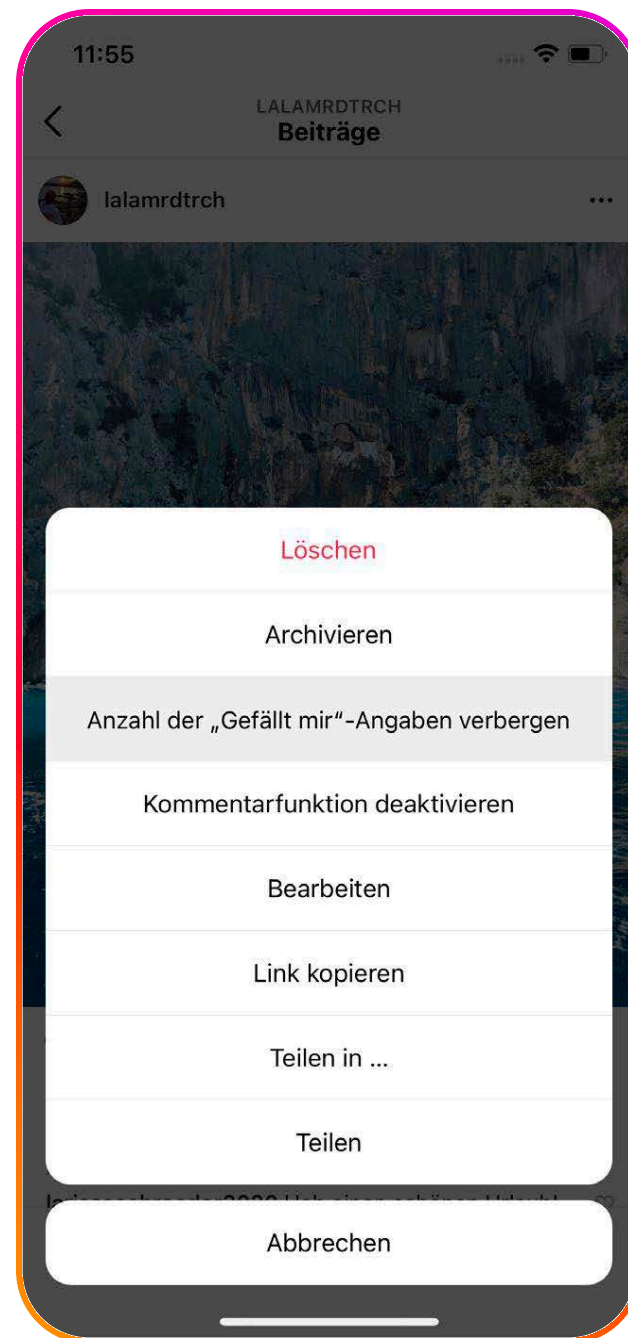 11:55
LALAMRDTRCH
Beiträge
lalamrdtrch
Löschen
Archivieren
Anzahl der „Gefällt mir“-Angaben verbergen
Kommentarfunktion deaktivieren
Bearbeiten
Link kopieren
Teilen in ...
Teilen
Abbrechen